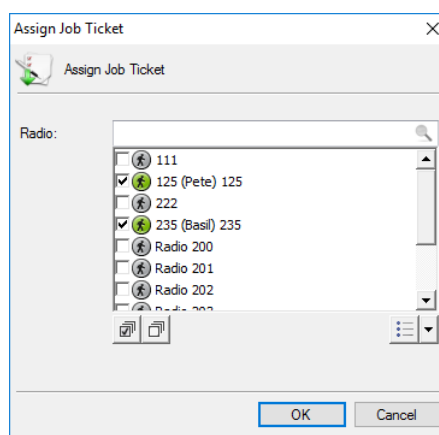 Assign Job Ticket
Assign Job Ticket
Radio:
111
125 (Pete) 125
222
235 (Basil) 235
Radio 200
Radio 201
Radio 202
OK Cancel